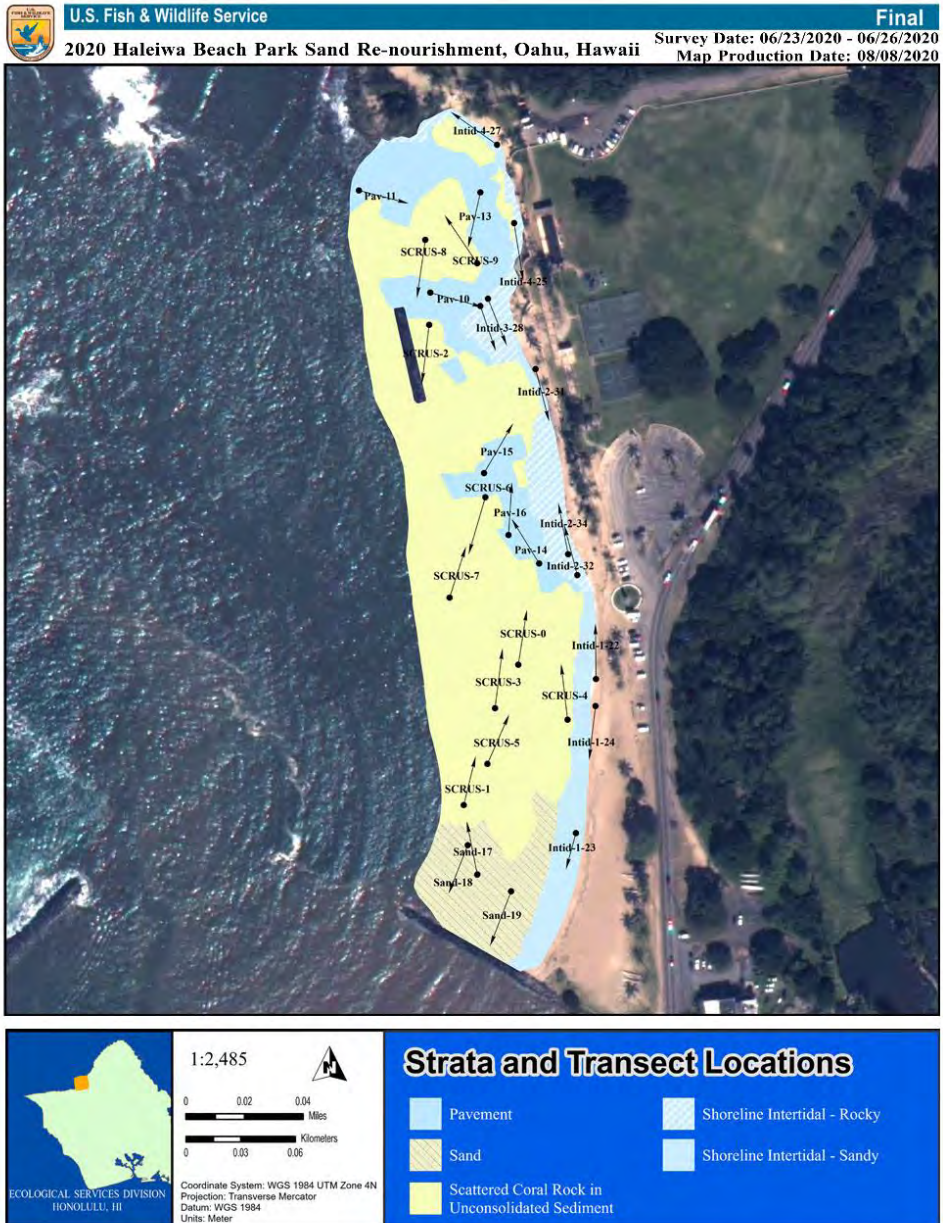 U.S.
FISH & WILDLIFE
SERVICE
U.S. Fish & Wildlife Service
Final
2020 Haleiwa Beach Park Sand Re-nourishment, Oahu, Hawaii
Survey Date: 06/23/2020 - 06/26/2020
Map Production Date: 08/08/2020
Intid-4-27
Pav-11
Pav-13
SCRUS-8
SCRUS-9
Intid-4-25
Pav-10
Intid-3-28
SCRUS-2
Intid-2-31
Pav-15
SCRUS-6
Pav-16
Intid-2-34
Pav-14
Intid-2-32
SCRUS-7
SCRUS-0
Intid-1-22
SCRUS-3
SCRUS-4
SCRUS-5
Intid-1-24
SCRUS-1
Sand-17
Intid-1-23
Sand-18
Sand-19
ECOLOGICAL SERVICES DIVISION
HONOLULU, HI
1:2,485
N
0 0.02 0.04
Miles
Kilometers
0 0.03 0.06
Coordinate System: WGS 1984 UTM Zone 4N
Projection: Transverse Mercator
Datum: WGS 1984
Units: Meter
Strata and Transect Locations
Pavement
Sand
Scattered Coral Rock in
Unconsolidated Sediment
Shoreline Intertidal - Rocky
Shoreline Intertidal - Sandy